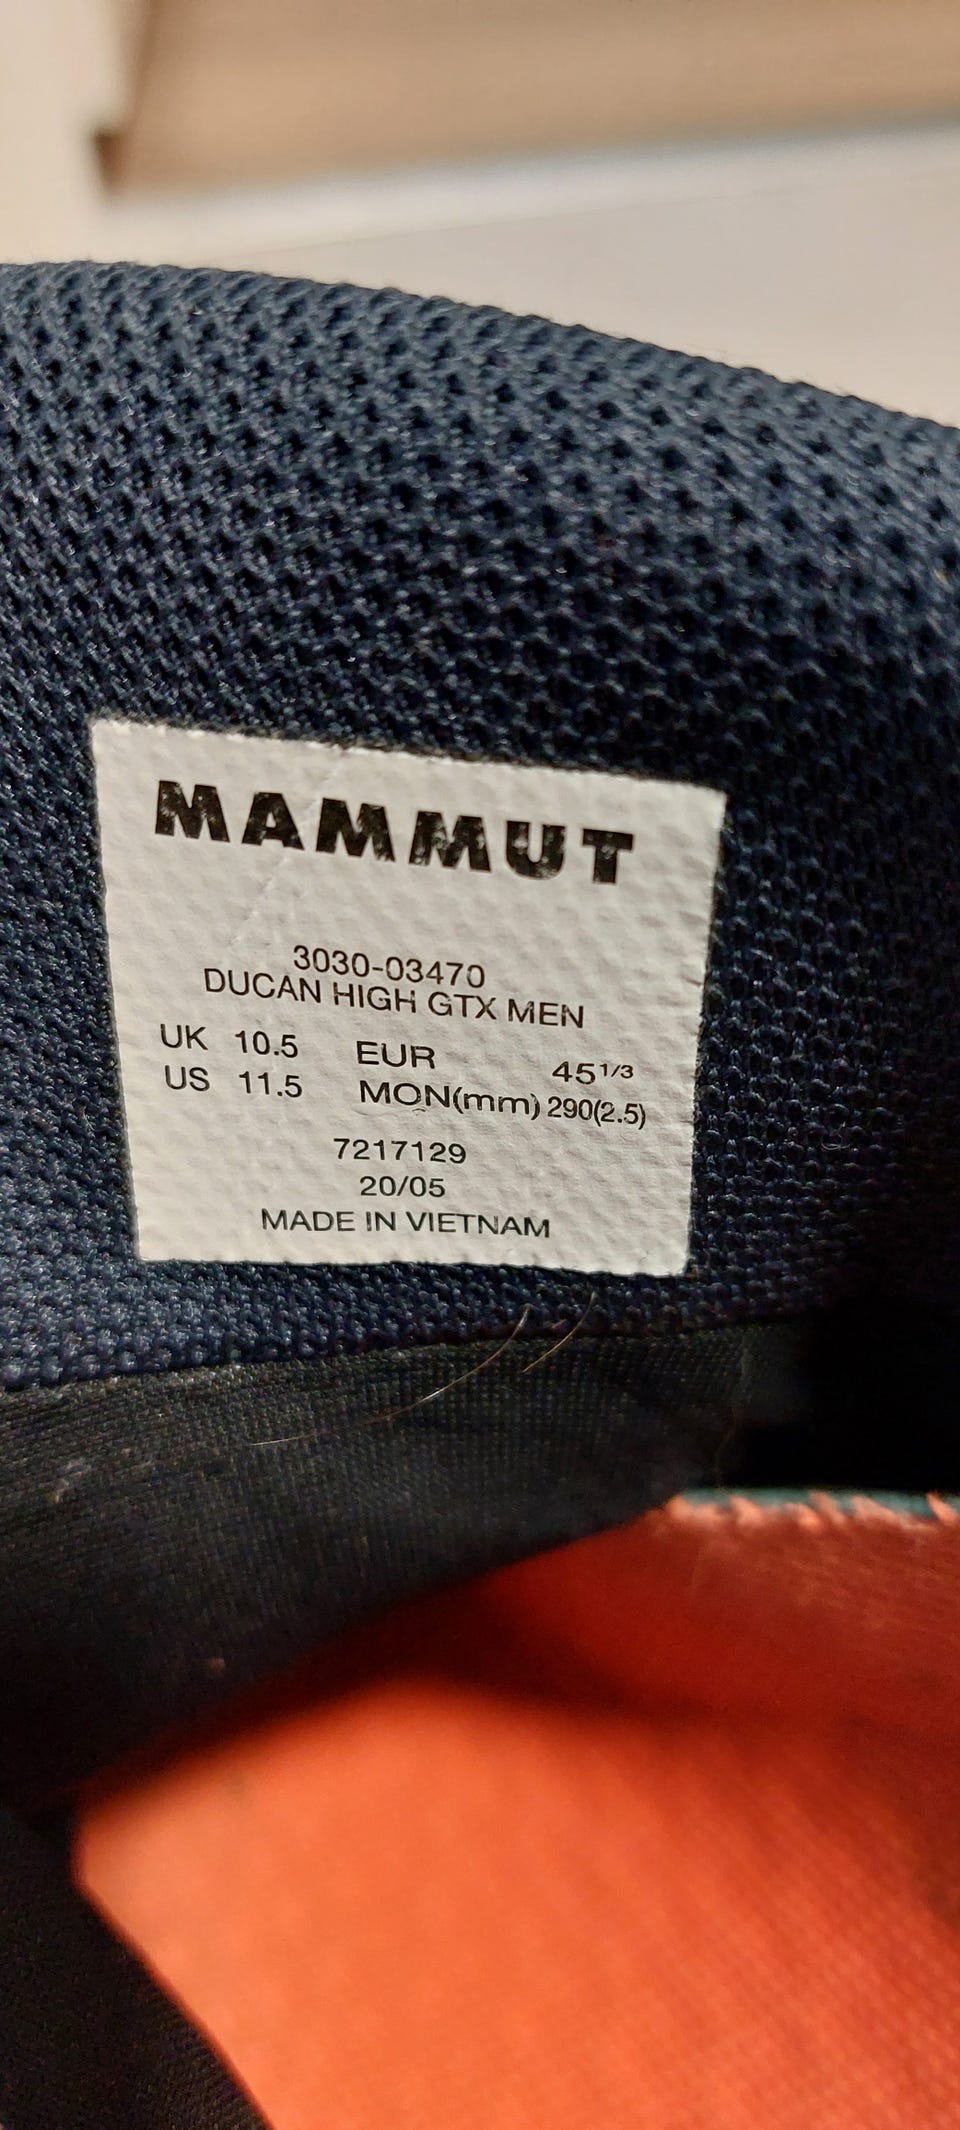 MAMMUT
3030-03470
DUCAN HIGH GTX MEN
UK 10.5 EUR 45 1/3
US 11.5 MON(mm) 290(2.5)
7217129
20/05
MADE IN VIETNAM